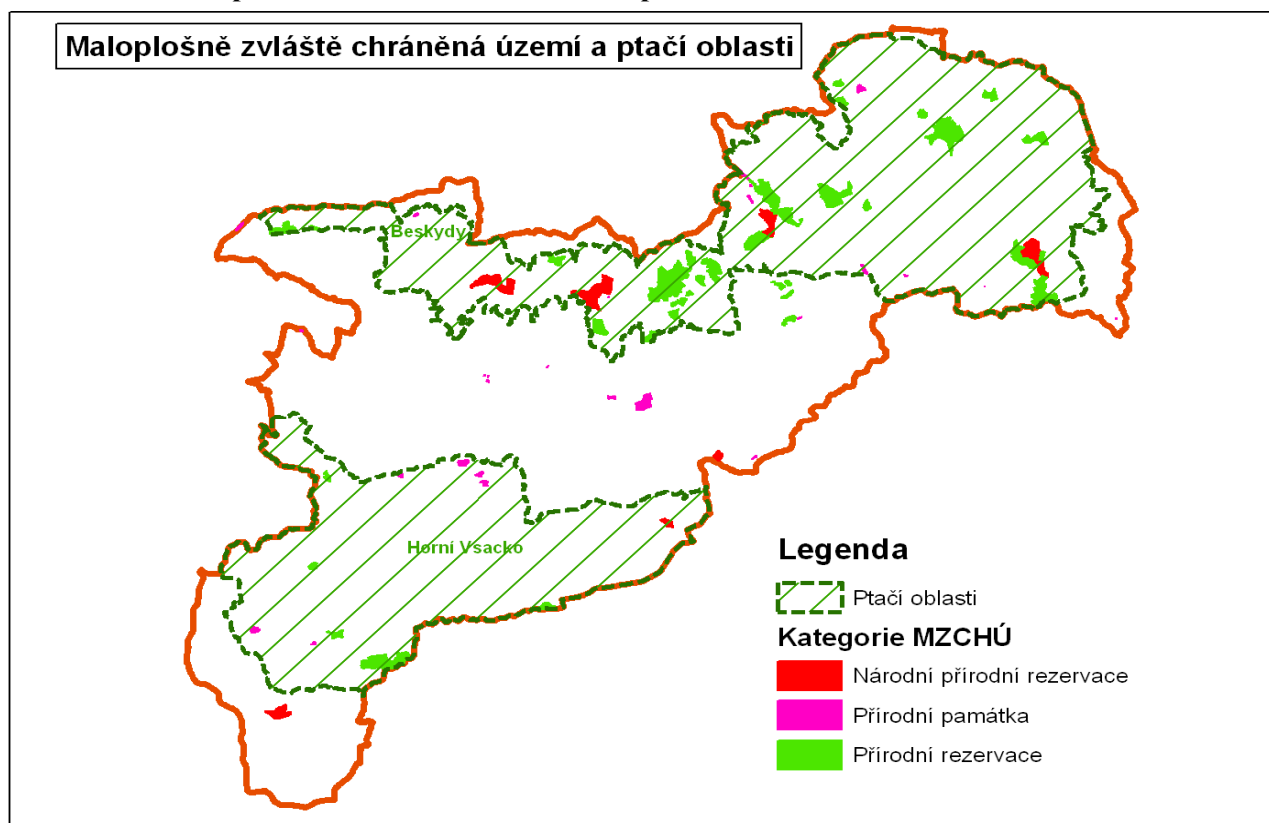 Maloplošně zvláště chráněná území a ptačí oblasti
Beskydy
Horní Vsacko
Legenda
Ptačí oblasti
Kategorie MZCHÚ
Národní přírodní rezervace
Přírodní památka
Přírodní rezervace